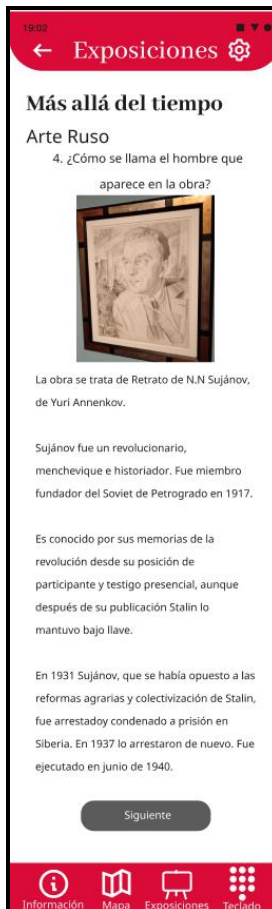 19:02
Exposiciones
Más allá del tiempo
Arte Ruso
4. ¿Cómo se llama el hombre que
aparece en la obra?
La obra se trata de Retrato de N.N Sujánov,
de Yuri Annenkov.
Sujánov fue un revolucionario,
menchevique e historiador. Fue miembro
fundador del Soviet de Petrogrado en 1917.
Es conocido por sus memorias de la
revolución desde su posición de
participante y testigo presencial, aunque
después de su publicación Stalin lo
mantuvo bajo llave.
En 1931 Sujánov, que se había opuesto a las
reformas agrarias y colectivización de Stalin,
fue arrestadoy condenado a prisión en
Siberia. En 1937 lo arrestaron de nuevo. Fue
ejecutado en junio de 1940.
Siguiente
Información Mapa Exposiciones Teclado